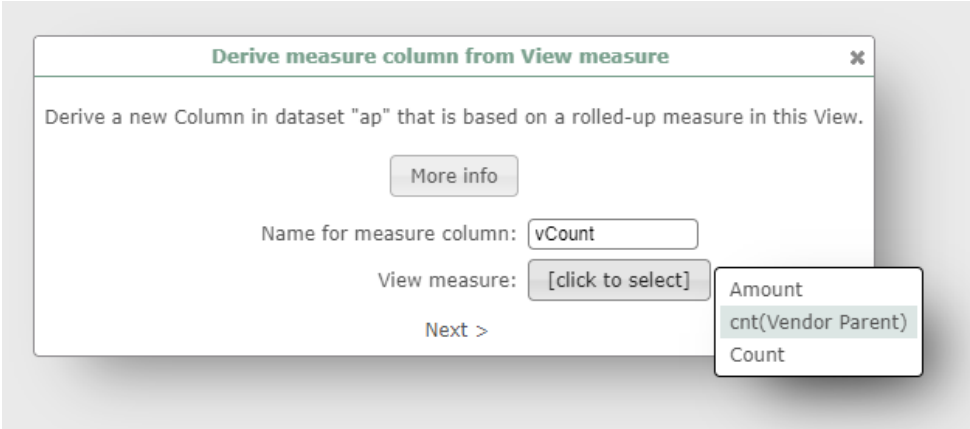 Derive measure column from View measure ✖
Derive a new Column in dataset "ap" that is based on a rolled-up measure in this View.
More info
Name for measure column: vCount
View measure: [click to select]
Amount
cnt(Vendor Parent)
Count
Next >